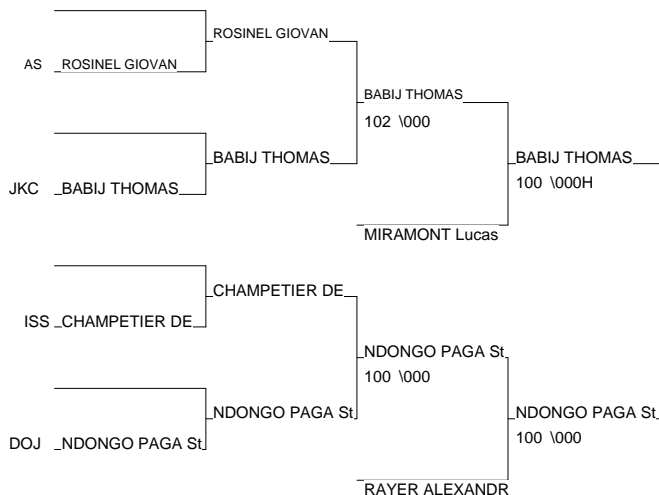 ROSINEL GIOVAN
AS ROSINEL GIOVAN
BABIJ THOMAS
102 \000
BABIJ THOMAS
BABIJ THOMAS
JKC BABIJ THOMAS
100 \000H
MIRAMONT Lucas
CHAMPETIER DE
ISS CHAMPETIER DE
NDONGO PAGA St
100 \000
NDONGO PAGA St
NDONGO PAGA St
DOJ NDONGO PAGA St
100 \000
RAYER ALEXANDR